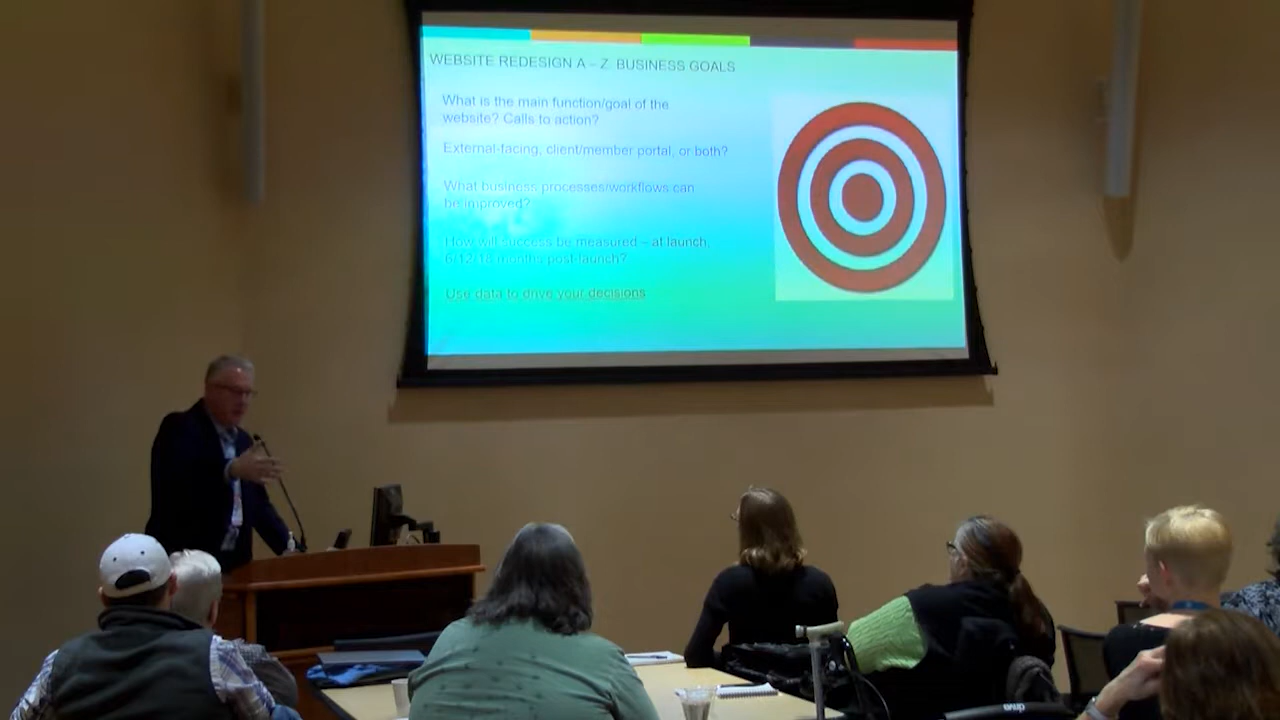 WEBSITE REDESIGN A – Z BUSINESS GOALS
What is the main function/goal of the
website? Calls to action?
External-facing, client/member portal, or both?
What business processes/workflows can
be improved?
How will success be measured – at launch,
6/12/18 months post-launch?
Use data to drive your decisions